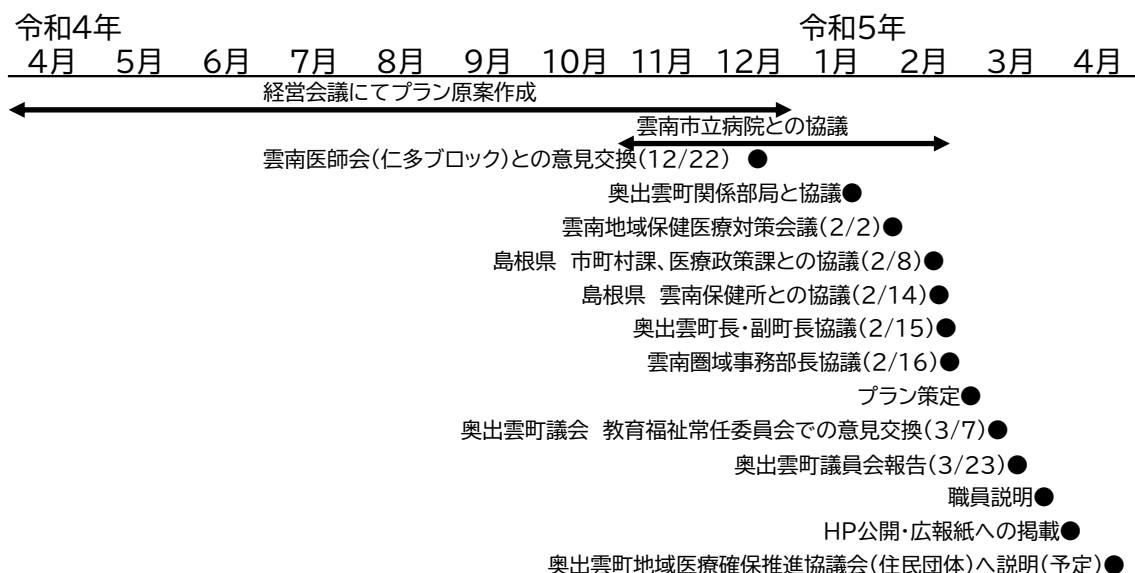 令和4年 令和5年
4月 5月 6月 7月 8月 9月 10月 11月 12月 1月 2月 3月 4月
経営会議にてプラン原案作成
雲南市立病院との協議
雲南医師会(仁多ブロック)との意見交換(12/22)
奥出雲町関係部局と協議
雲南地域保健医療対策会議(2/2)
島根県 市町村課、医療政策課との協議(2/8)
島根県 雲南保健所との協議(2/14)
奥出雲町長・副町長協議(2/15)
雲南圏域事務部長協議(2/16)
プラン策定
奥出雲町議会 教育福祉常任委員会での意見交換(3/7)
奥出雲町議員会報告(3/23)
職員説明
HP公開・広報紙への掲載
奥出雲町地域医療確保推進協議会(住民団体)へ説明(予定)